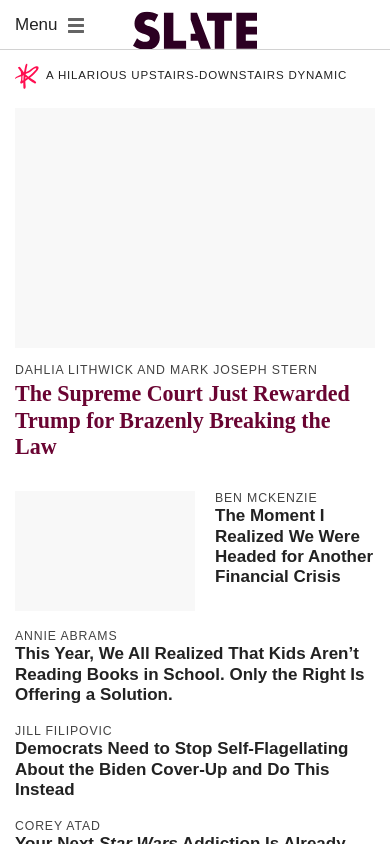 Menu
SLATE
A HILARIOUS UPSTAIRS-DOWNSTAIRS DYNAMIC
DAHLIA LITHWICK AND MARK JOSEPH STERN
The Supreme Court Just Rewarded
Trump for Brazenly Breaking the
Law
BEN MCKENZIE
The Moment I
Realized We Were
Headed for Another
Financial Crisis
ANNIE ABRAMS
This Year, We All Realized That Kids Aren’t
Reading Books in School. Only the Right Is
Offering a Solution.
JILL FILIPOVIC
Democrats Need to Stop Self-Flagellating
About the Biden Cover-Up and Do This
Instead
COREY ATAD
Your Next Star Wars Addiction Is Already